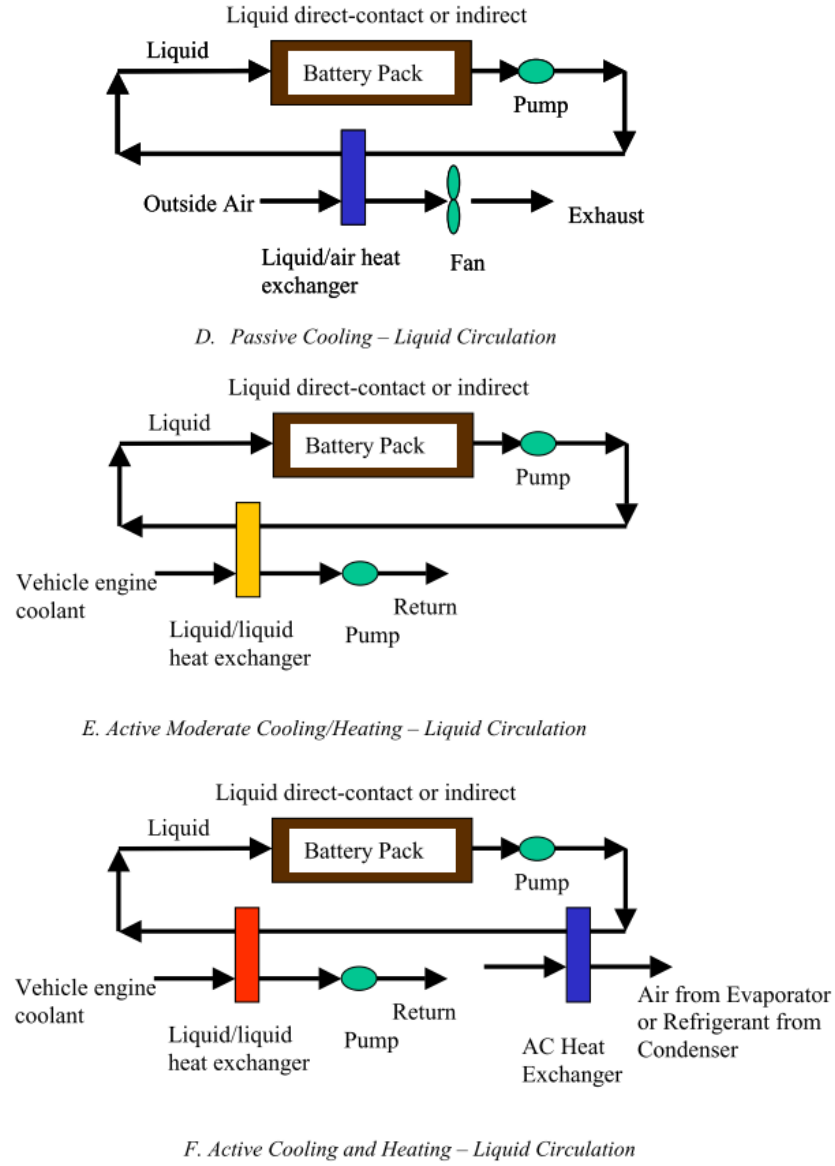 Liquid direct-contact or indirect
Liquid
Battery Pack
Pump
Outside Air
Exhaust
Liquid/air heat
exchanger
Fan
D. Passive Cooling – Liquid Circulation
Liquid direct-contact or indirect
Liquid
Battery Pack
Pump
Vehicle engine
coolant
Return
Liquid/liquid
heat exchanger
Pump
E. Active Moderate Cooling/Heating – Liquid Circulation
Liquid direct-contact or indirect
Liquid
Battery Pack
Pump
Vehicle engine
coolant
Return
Liquid/liquid
heat exchanger
Pump
Air from Evaporator
or Refrigerant from
Condenser
AC Heat
Exchanger
F. Active Cooling and Heating – Liquid Circulation